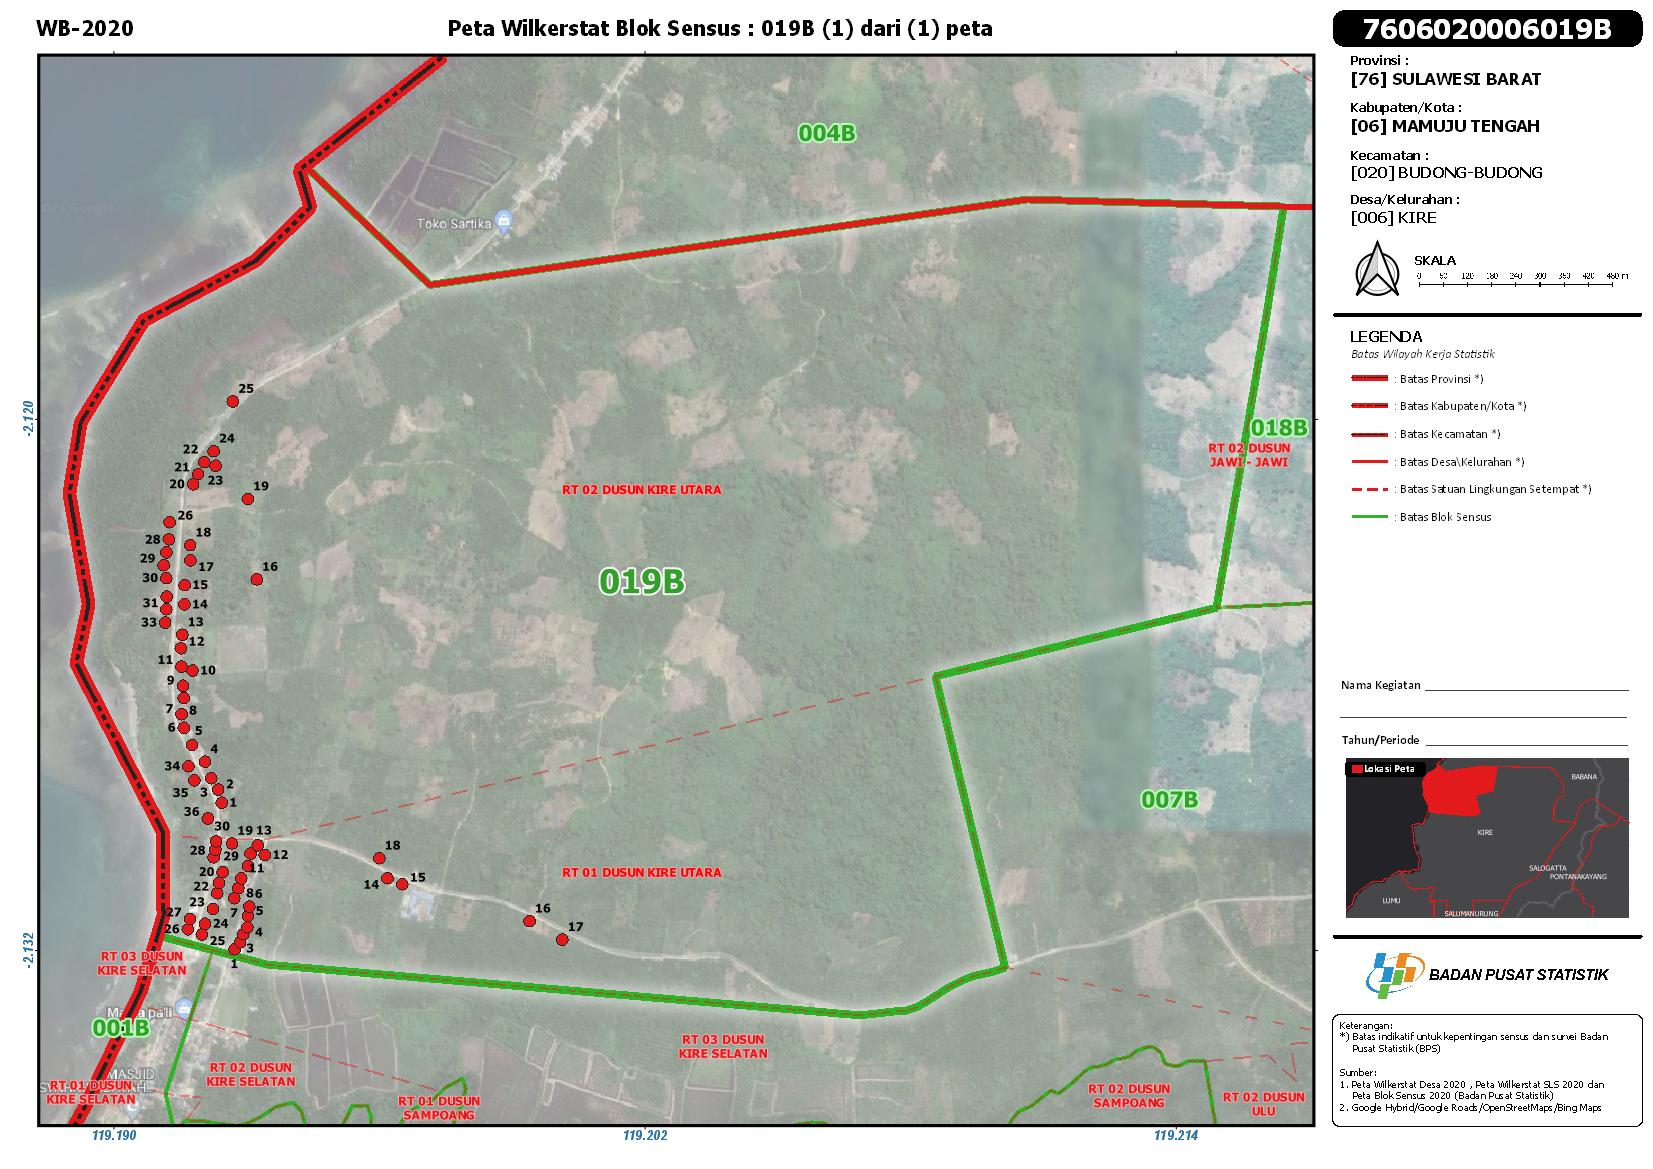 WB-2020
Peta Wilkerstat Blok Sensus : 019B (1) dari (1) peta
7606020006019B
Provinsi :
[76] SULAWESI BARAT
Kabupaten/Kota :
[06] MAMUJU TENGAH
Kecamatan :
[020] BUDONG-BUDONG
Desa/Kelurahan :
[006] KIRE
SKALA
LEGENDA
Batas Wilayah Kerja Statistik
: Batas Provinsi *)
: Batas Kabupaten/Kota *)
: Batas Kecamatan *)
: Batas Desa\Kelurahan *)
: Batas Satuan Lingkungan Setempat *)
: Batas Blok Sensus
Nama Kegiatan
Tahun/Periode
Lokasi Peta
BABANA
KIRE
SALOGATTA
PONTANAKAYANG
LUMU
SALUMANURUNG
BADAN PUSAT STATISTIK
Keterangan:
*) Batas indikatif untuk kepentingan sensus dan survei Badan
Pusat Statistik (BPS)
Sumber:
1. Peta Wilkerstat Desa 2020 , Peta Wilkerstat SLS 2020 dan
Peta Blok Sensus 2020 (Badan Pusat Statistik)
2. Google Hybrid/Google Roads/OpenStreetMaps/Bing Maps
004B
Toko Sartika
018B
RT 02 DUSUN
JAWI - JAWI
RT 02 DUSUN KIRE UTARA
019B
007B
RT 01 DUSUN KIRE UTARA
RT 03 DUSUN
KIRE SELATAN
001B
RT 02 DUSUN
KIRE SELATAN
RT 03 DUSUN
KIRE SELATAN
MASJID
RT 01 DUSUN
KIRE SELATAN
RT 01 DUSUN
SAMPOANG
RT 02 DUSUN
SAMPOANG
RT 02 DUSUN
ULU
25
24
22
21
23
20
19
26
18
28
29
17
16
30
15
31
14
33
13
12
11
10
9
7
8
6
5
4
34
35
3
2
1
36
30
19
13
28
29
12
11
20
22
8
6
23
7
5
27
24
4
26
25
3
1
18
14
15
16
17
-2.120
-2.132
119.190
119.202
119.214